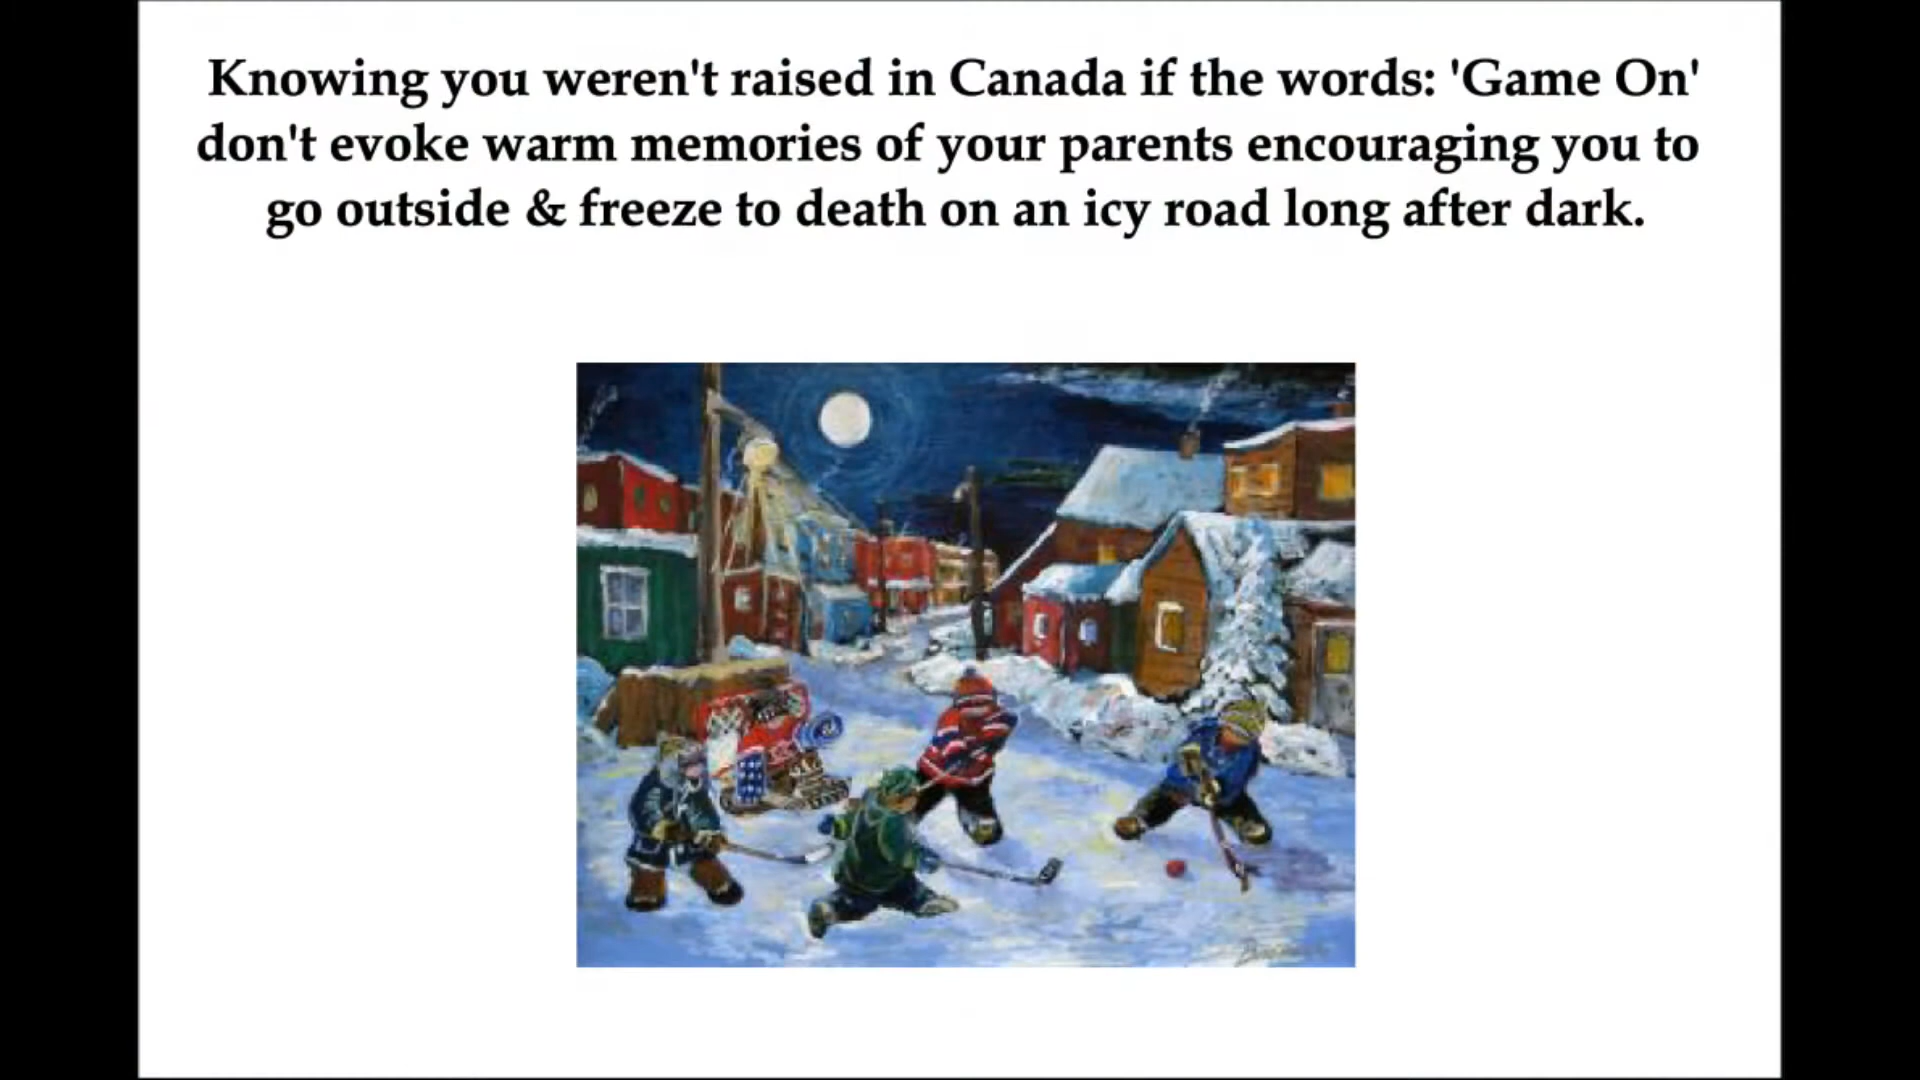 Knowing you weren't raised in Canada if the words: 'Game On'
don't evoke warm memories of your parents encouraging you to
go outside & freeze to death on an icy road long after dark.